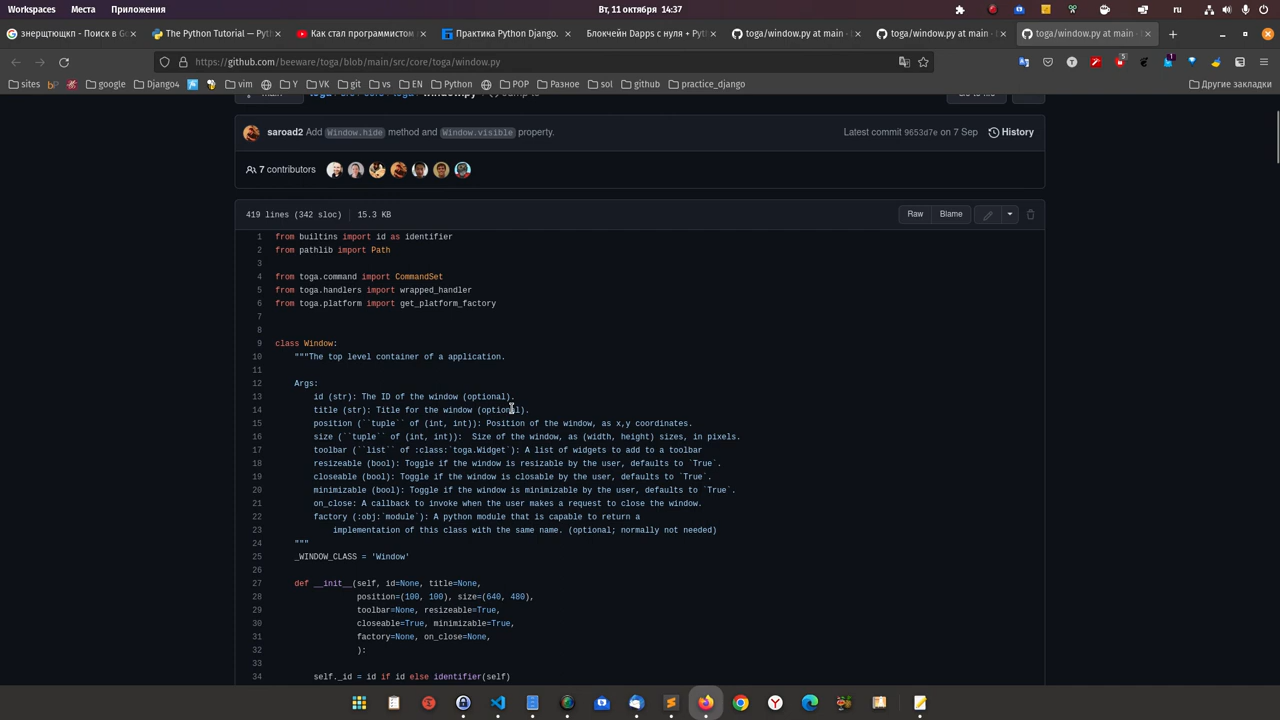 Workspaces Места Приложения Вт, 11 октября 14:37 ru
знерщтющкп - Поиск в Go The Python Tutorial — Pyt Как стал программистом Практика Python Django. Блокчейн Dapps с нуля + Pyt toga/window.py at main · toga/window.py at main · toga/window.py at main ·
https://github.com/beeware/toga/blob/main/src/core/toga/window.py
sites google Django4 vim Y VK git vs EN Python POP Разное sol github practice_django Другие закладки
saroad2 Add Window.hide method and Window.visible property. Latest commit 9653d7e on 7 Sep History
7 contributors
419 lines (342 sloc) 15.3 KB Raw Blame
1 from builtins import id as identifier
2 from pathlib import Path
3
4 from toga.command import CommandSet
5 from toga.handlers import wrapped_handler
6 from toga.platform import get_platform_factory
7
8
9 class Window:
10 """The top level container of a application.
11
12 Args:
13 id (str): The ID of the window (optional).
14 title (str): Title for the window (optional).
15 position (``tuple`` of (int, int)): Position of the window, as x,y coordinates.
16 size (``tuple`` of (int, int)): Size of the window, as (width, height) sizes, in pixels.
17 toolbar (``list`` of :class:`toga.Widget`): A list of widgets to add to a toolbar
18 resizeable (bool): Toggle if the window is resizable by the user, defaults to `True`.
19 closeable (bool): Toggle if the window is closable by the user, defaults to `True`.
20 minimizable (bool): Toggle if the window is minimizable by the user, defaults to `True`.
21 on_close: A callback to invoke when the user makes a request to close the window.
22 factory (:obj:`module`): A python module that is capable to return a
23 implementation of this class with the same name. (optional; normally not needed)
24 """
25 _WINDOW_CLASS = 'Window'
26
27 def __init__(self, id=None, title=None,
28 position=(100, 100), size=(640, 480),
29 toolbar=None, resizeable=True,
30 closeable=True, minimizable=True,
31 factory=None, on_close=None,
32 ):
33
34 self._id = id if id else identifier(self)